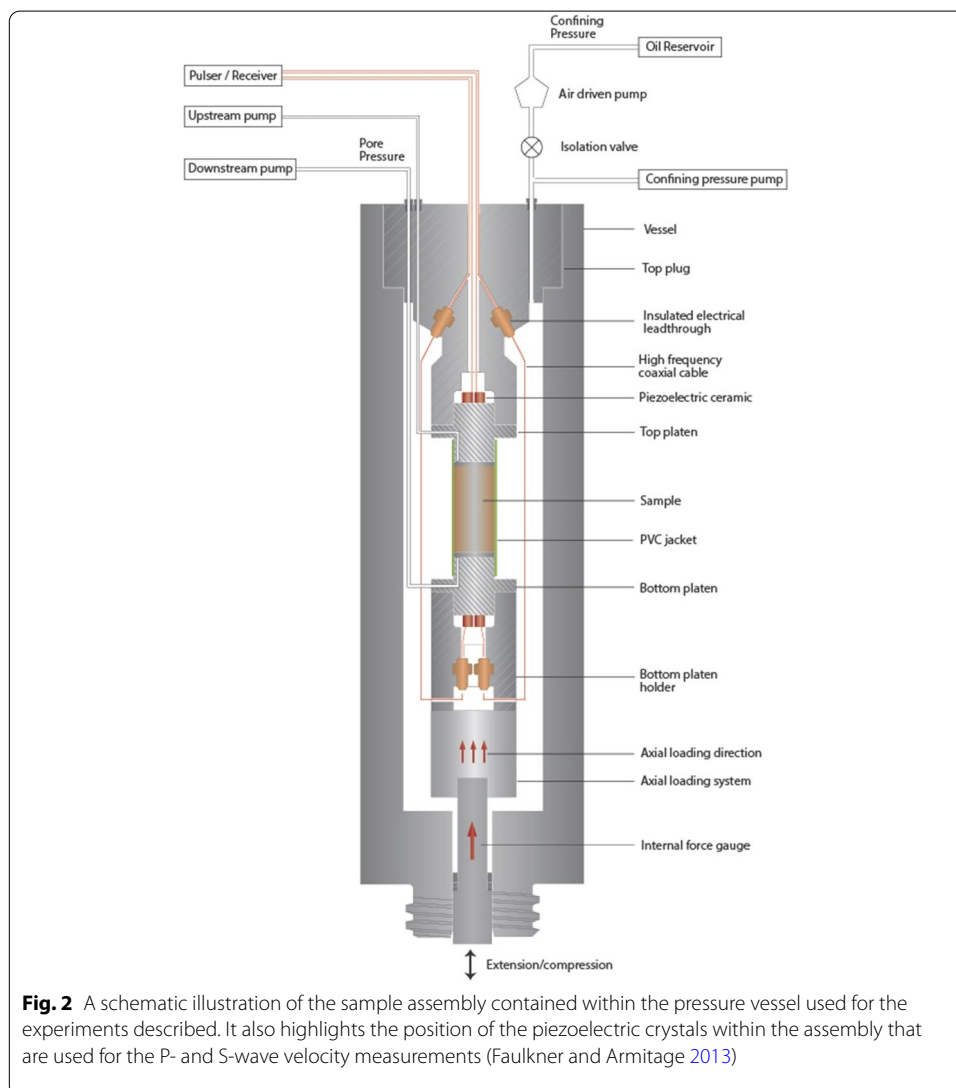 Confining
Pressure
Oil Reservoir
Pulser / Receiver
Air driven pump
Upstream pump
Pore
Pressure
Isolation valve
Downstream pump
Confining pressure pump
Vessel
Top plug
Insulated electrical
leadthrough
High frequency
coaxial cable
Piezoelectric ceramic
Top platen
Sample
PVC jacket
Bottom platen
Bottom platen
holder
Axial loading direction
Axial loading system
Internal force gauge
Extension/compression
Fig. 2 A schematic illustration of the sample assembly contained within the pressure vessel used for the
experiments described. It also highlights the position of the piezoelectric crystals within the assembly that
are used for the P- and S-wave velocity measurements (Faulkner and Armitage 2013)